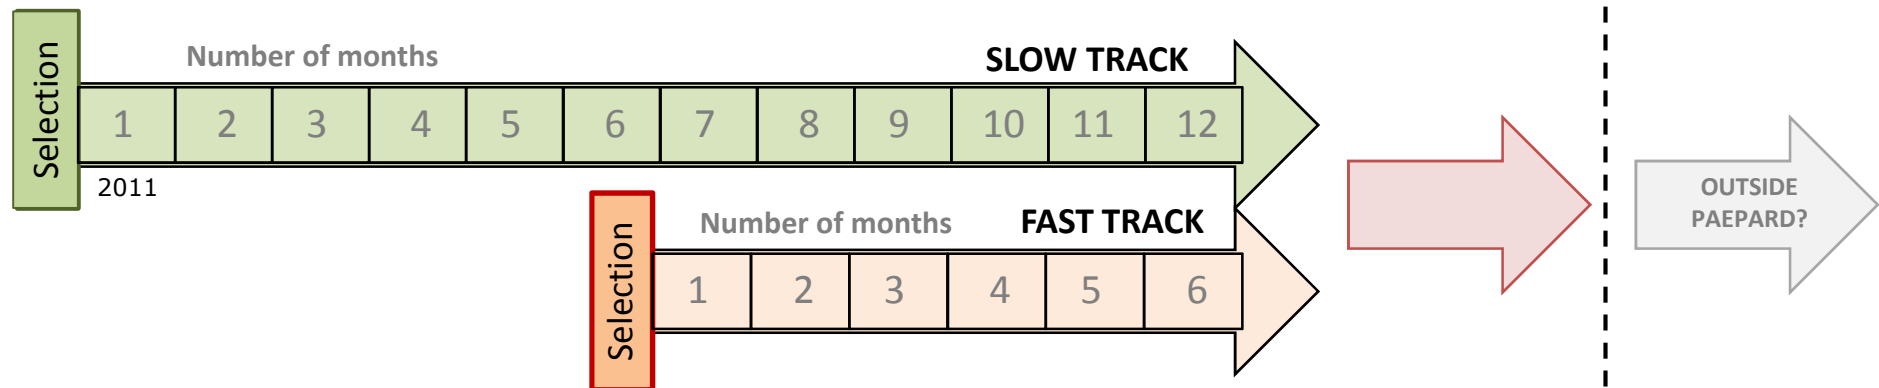 Selection
Number of months
SLOW TRACK
1 2 3 4 5 6 7 8 9 10 11 12
2011
Selection
Number of months
FAST TRACK
1 2 3 4 5 6
OUTSIDE
PAEPARD?